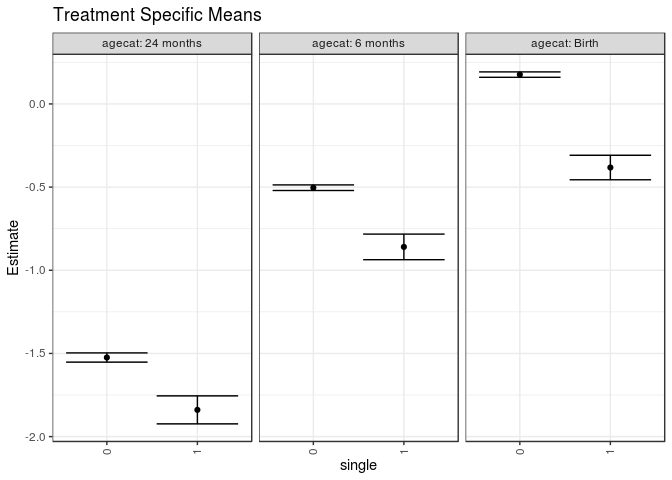 Treatment Specific Means
agecat: 24 months
agecat: 6 months
agecat: Birth
Estimate
0.0
-0.5
-1.0
-1.5
-2.0
0
1
0
1
0
1
single